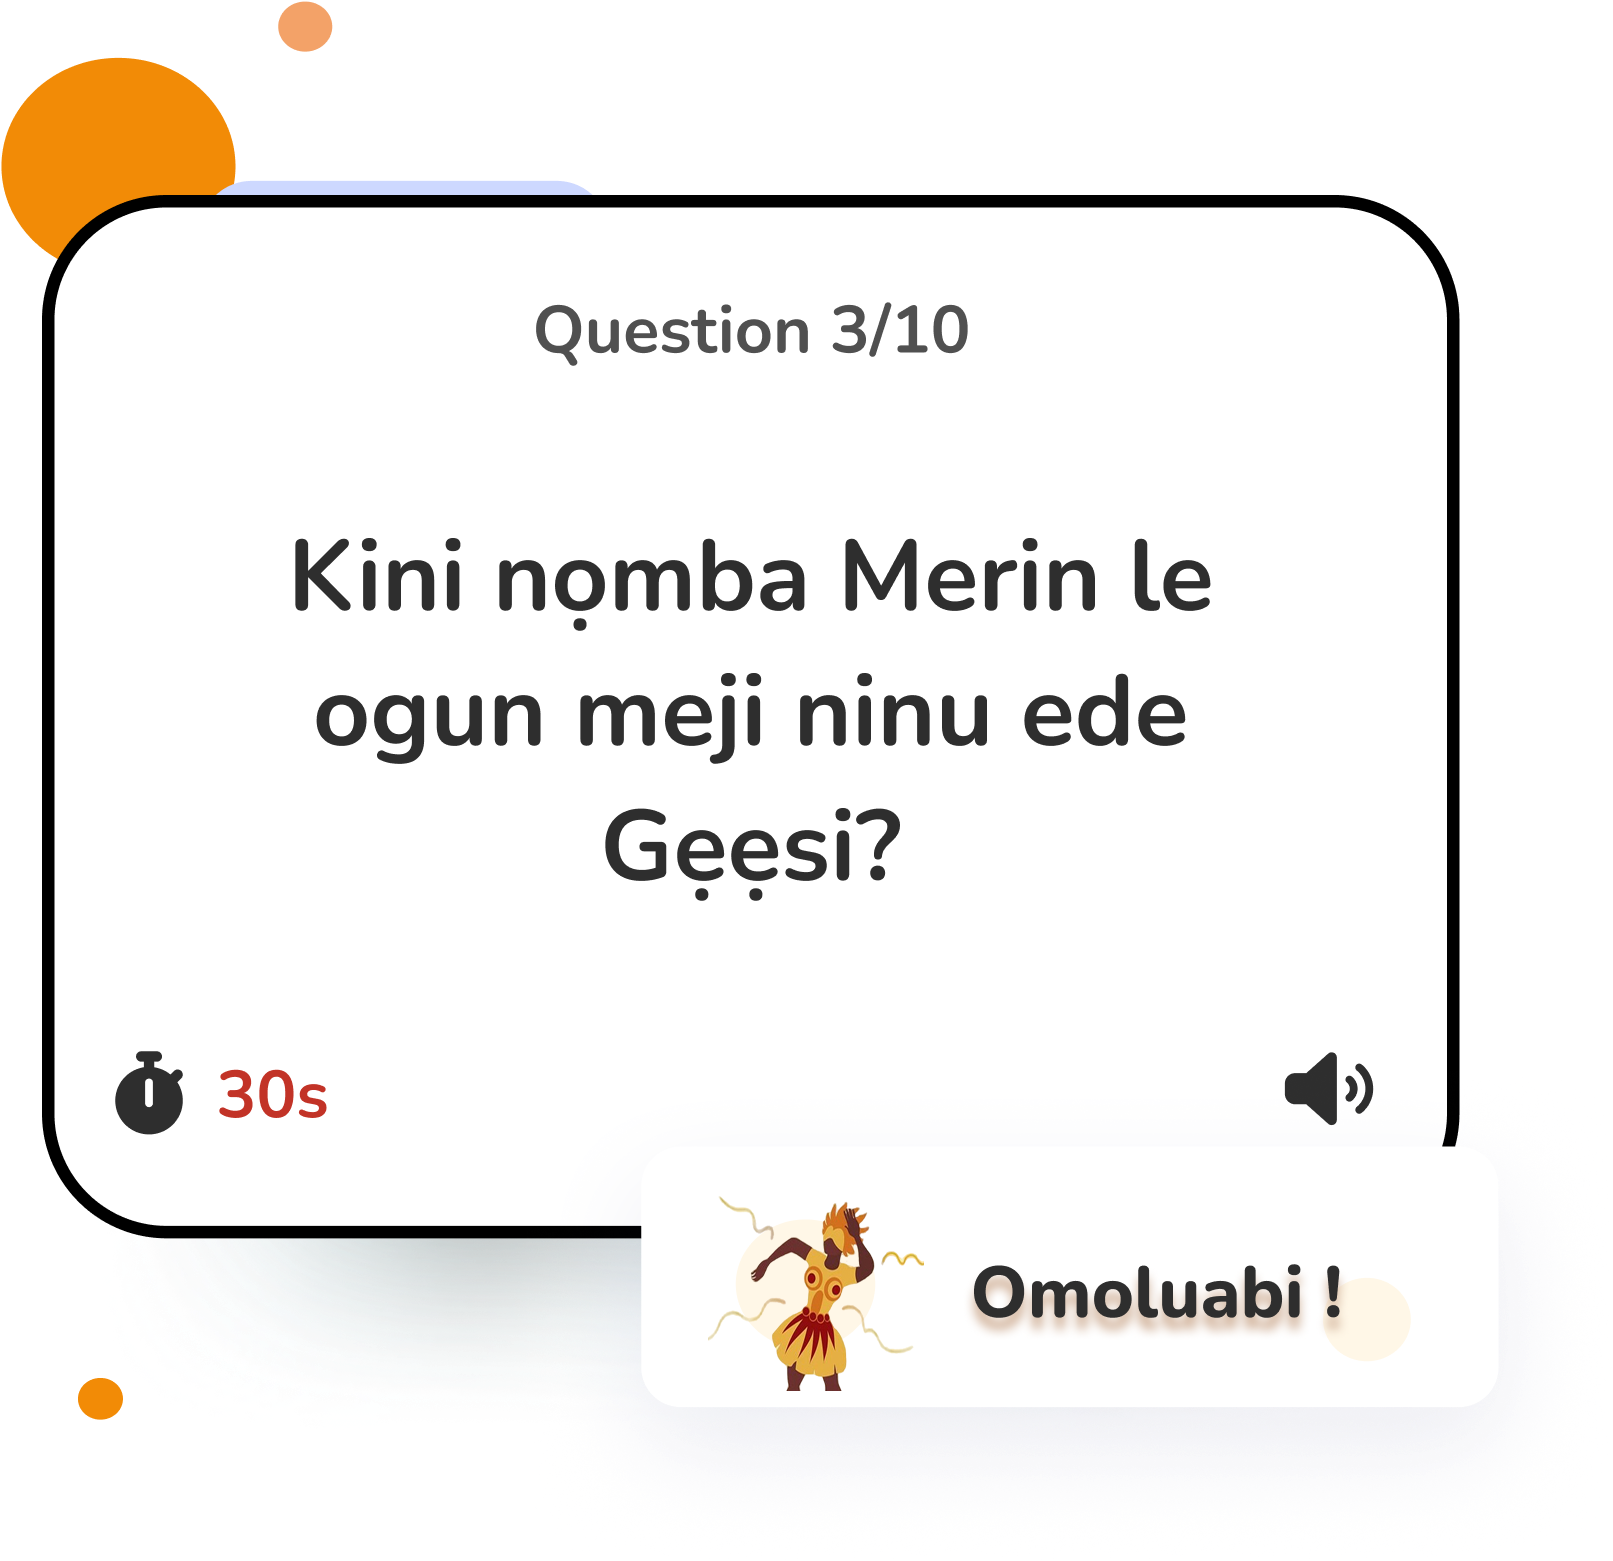 Question 3/10
Kini nọmba Merin le
ogun meji ninu ede
Gẹẹsi?
30s
Omoluabi !